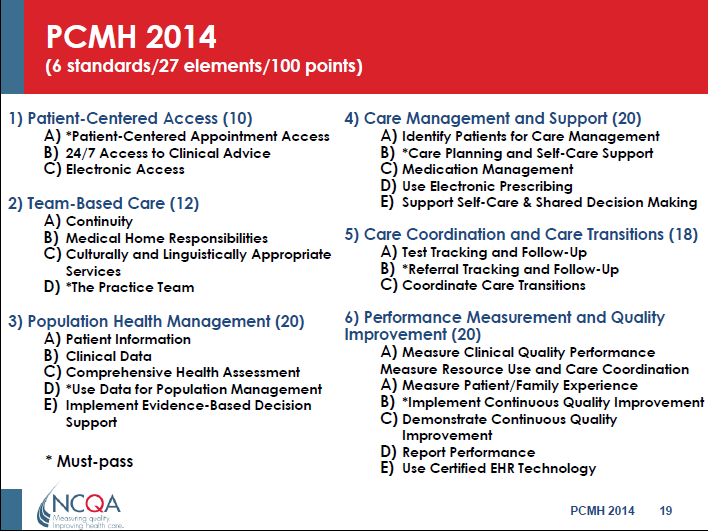 PCMH 2014
(6 standards/27 elements/100 points)
1) Patient-Centered Access (10)
A) *Patient-Centered Appointment Access
B) 24/7 Access to Clinical Advice
C) Electronic Access
2) Team-Based Care (12)
A) Continuity
B) Medical Home Responsibilities
C) Culturally and Linguistically Appropriate
Services
D) *The Practice Team
3) Population Health Management (20)
A) Patient Information
B) Clinical Data
C) Comprehensive Health Assessment
D) *Use Data for Population Management
E) Implement Evidence-Based Decision
Support
* Must-pass
4) Care Management and Support (20)
A) Identify Patients for Care Management
B) *Care Planning and Self-Care Support
C) Medication Management
D) Use Electronic Prescribing
E) Support Self-Care & Shared Decision Making
5) Care Coordination and Care Transitions (18)
A) Test Tracking and Follow-Up
B) *Referral Tracking and Follow-Up
C) Coordinate Care Transitions
6) Performance Measurement and Quality
Improvement (20)
A) Measure Clinical Quality Performance
Measure Resource Use and Care Coordination
A) Measure Patient/Family Experience
B) *Implement Continuous Quality Improvement
C) Demonstrate Continuous Quality
Improvement
D) Report Performance
E) Use Certified EHR Technology
NCQA
Measuring quality.
Improving health care.
PCMH 2014 19